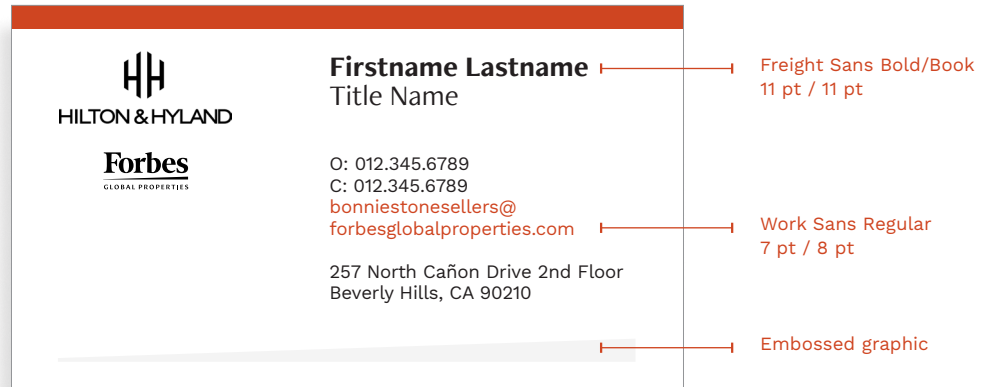 HILTON & HYLAND
Forbes
GLOBAL PROPERTIES
Firstname Lastname
Title Name
O: 012.345.6789
C: 012.345.6789
bonniestonesellers@
forbesglobalproperties.com
257 North Cañon Drive 2nd Floor
Beverly Hills, CA 90210
Freight Sans Bold/Book
11 pt / 11 pt
Work Sans Regular
7 pt / 8 pt
Embossed graphic